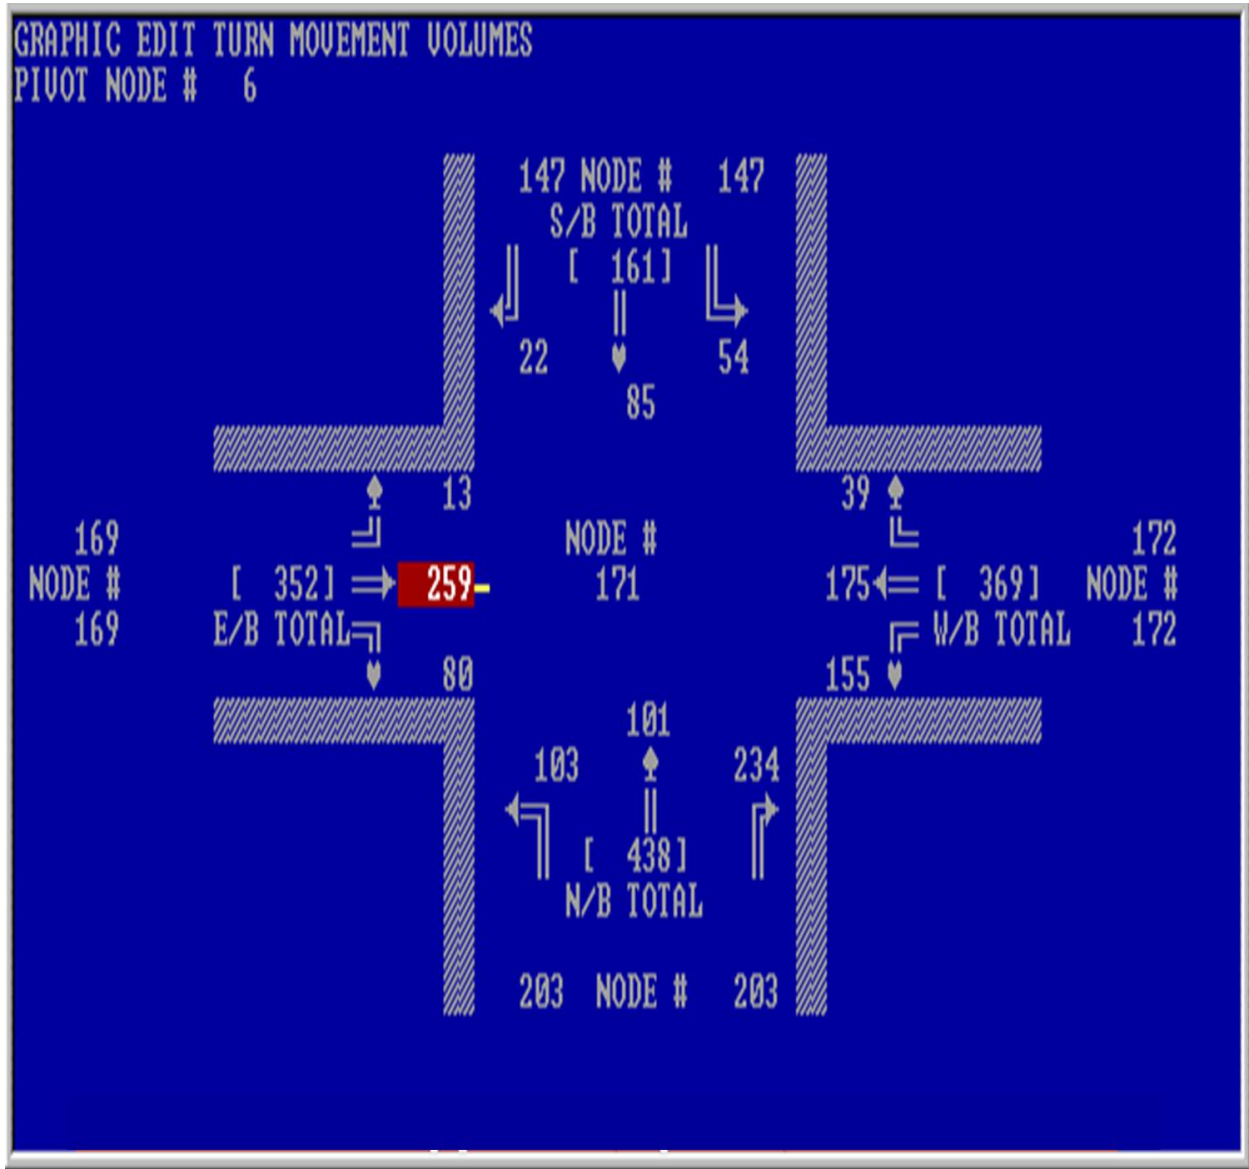 GRAPHIC EDIT TURN MOVEMENT VOLUMES
PIVOT NODE # 6
147 NODE # 147
S/B TOTAL
[ 161]
22 54
85
13 39
169 NODE # 172
NODE # [ 352] 259 171 175 [ 369] NODE #
169 E/B TOTAL W/B TOTAL 172
80 155
101
103 234
[ 438]
N/B TOTAL
203 NODE # 203